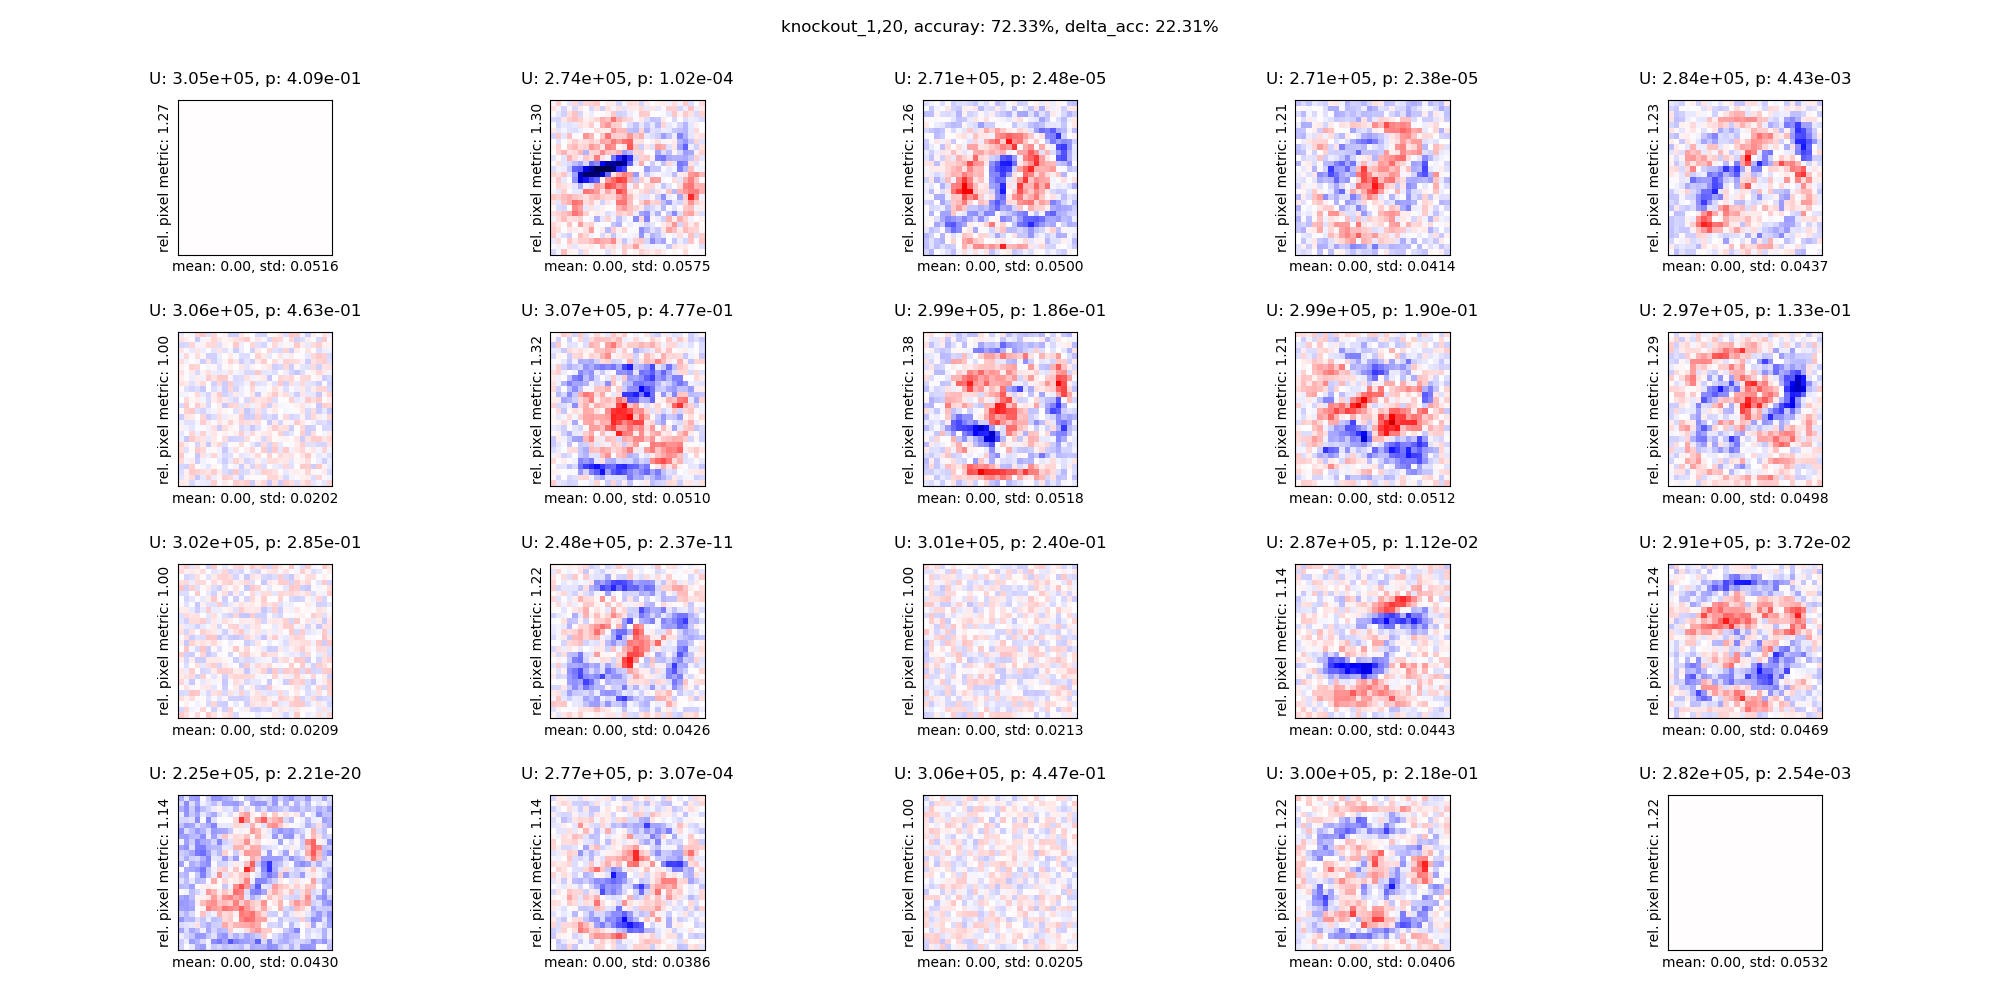 knockout_1,20, accuray: 72.33%, delta_acc: 22.31%
U: 3.05e+05, p: 4.09e-01
rel. pixel metric: 1.27
mean: 0.00, std: 0.0516
U: 2.74e+05, p: 1.02e-04
rel. pixel metric: 1.30
mean: 0.00, std: 0.0575
U: 2.71e+05, p: 2.48e-05
rel. pixel metric: 1.26
mean: 0.00, std: 0.0500
U: 2.71e+05, p: 2.38e-05
rel. pixel metric: 1.21
mean: 0.00, std: 0.0414
U: 2.84e+05, p: 4.43e-03
rel. pixel metric: 1.23
mean: 0.00, std: 0.0437
U: 3.06e+05, p: 4.63e-01
rel. pixel metric: 1.00
mean: 0.00, std: 0.0202
U: 3.07e+05, p: 4.77e-01
rel. pixel metric: 1.32
mean: 0.00, std: 0.0510
U: 2.99e+05, p: 1.86e-01
rel. pixel metric: 1.38
mean: 0.00, std: 0.0518
U: 2.99e+05, p: 1.90e-01
rel. pixel metric: 1.21
mean: 0.00, std: 0.0512
U: 2.97e+05, p: 1.33e-01
rel. pixel metric: 1.29
mean: 0.00, std: 0.0498
U: 3.02e+05, p: 2.85e-01
rel. pixel metric: 1.00
mean: 0.00, std: 0.0209
U: 2.48e+05, p: 2.37e-11
rel. pixel metric: 1.22
mean: 0.00, std: 0.0426
U: 3.01e+05, p: 2.40e-01
rel. pixel metric: 1.00
mean: 0.00, std: 0.0213
U: 2.87e+05, p: 1.12e-02
rel. pixel metric: 1.14
mean: 0.00, std: 0.0443
U: 2.91e+05, p: 3.72e-02
rel. pixel metric: 1.24
mean: 0.00, std: 0.0469
U: 2.25e+05, p: 2.21e-20
rel. pixel metric: 1.14
mean: 0.00, std: 0.0430
U: 2.77e+05, p: 3.07e-04
rel. pixel metric: 1.14
mean: 0.00, std: 0.0386
U: 3.06e+05, p: 4.47e-01
rel. pixel metric: 1.00
mean: 0.00, std: 0.0205
U: 3.00e+05, p: 2.18e-01
rel. pixel metric: 1.22
mean: 0.00, std: 0.0406
U: 2.82e+05, p: 2.54e-03
rel. pixel metric: 1.22
mean: 0.00, std: 0.0532